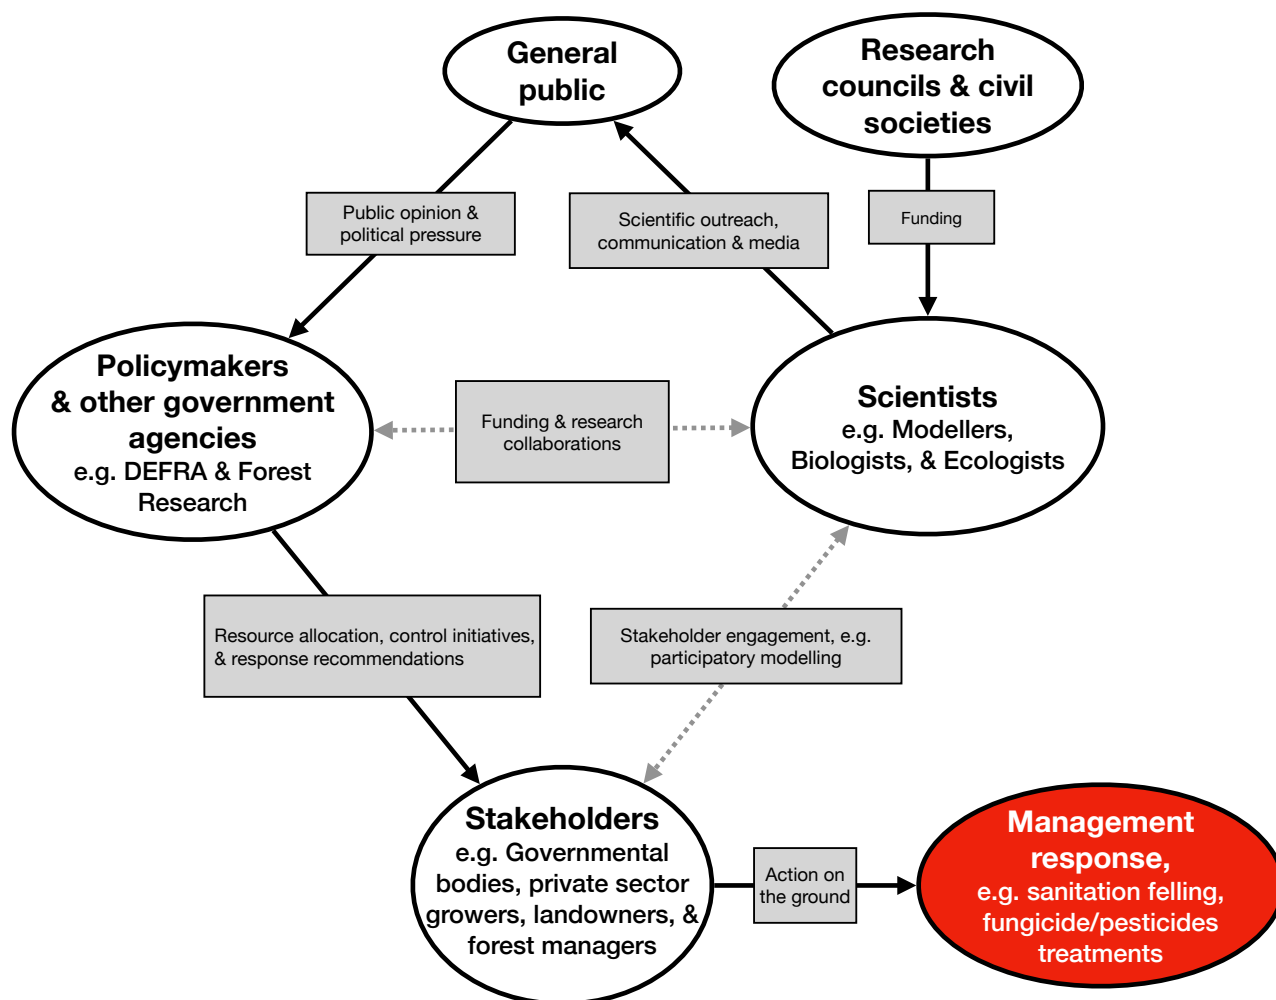 General
public
Research
councils & civil
societies
Public opinion &
political pressure
Scientific outreach,
communication & media
Funding
Policymakers
& other government
agencies
e.g. DEFRA & Forest
Research
Funding & research
collaborations
Scientists
e.g. Modellers,
Biologists, & Ecologists
Resource allocation, control initiatives,
& response recommendations
Stakeholder engagement, e.g.
participatory modelling
Stakeholders
e.g. Governmental
bodies, private sector
growers, landowners, &
forest managers
Action on
the ground
Management
response,
e.g. sanitation felling,
fungicide/pesticides
treatments